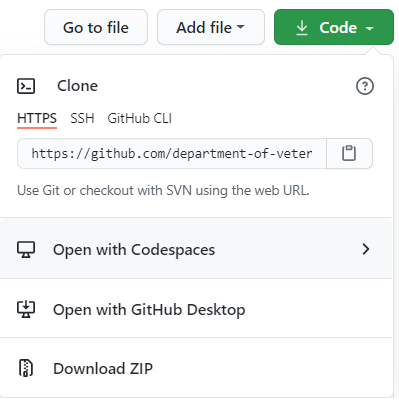 Go to file Add file Code
Clone
HTTPS SSH GitHub CLI
https://github.com/department-of-veter
Use Git or checkout with SVN using the web URL.
Open with Codespaces
Open with GitHub Desktop
Download ZIP